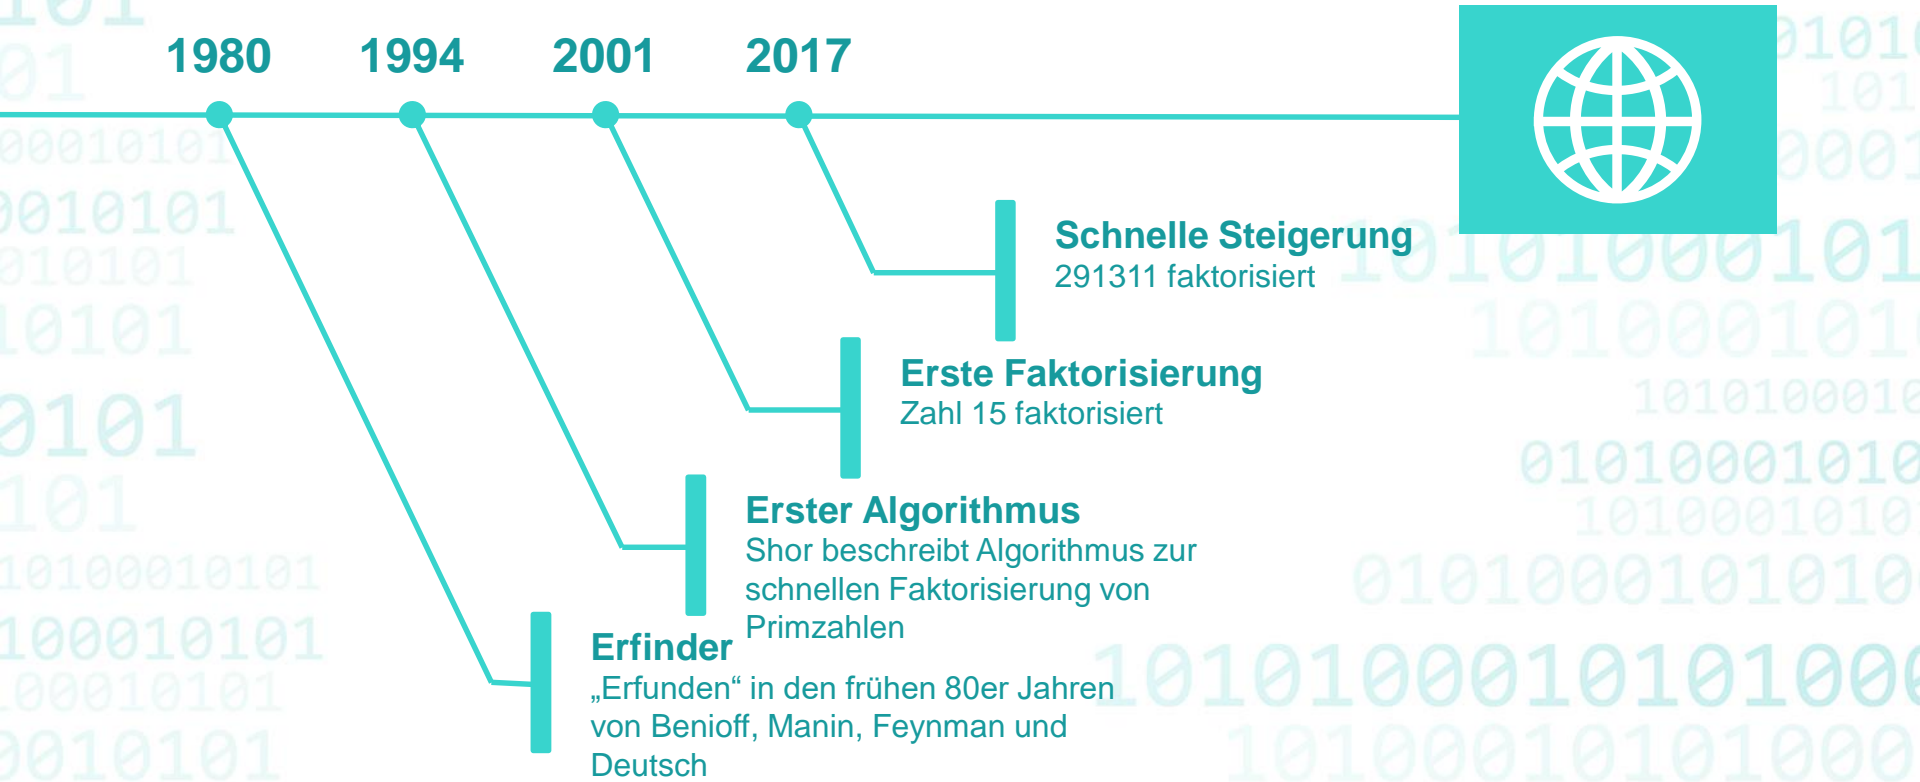 1980 1994 2001 2017
Schnelle Steigerung
291311 faktorisiert
Erste Faktorisierung
Zahl 15 faktorisiert
Erster Algorithmus
Shor beschreibt Algorithmus zur
schnellen Faktorisierung von
Primzahlen
Erfinder
„Erfunden“ in den frühen 80er Jahren
von Benioff, Manin, Feynman und
Deutsch